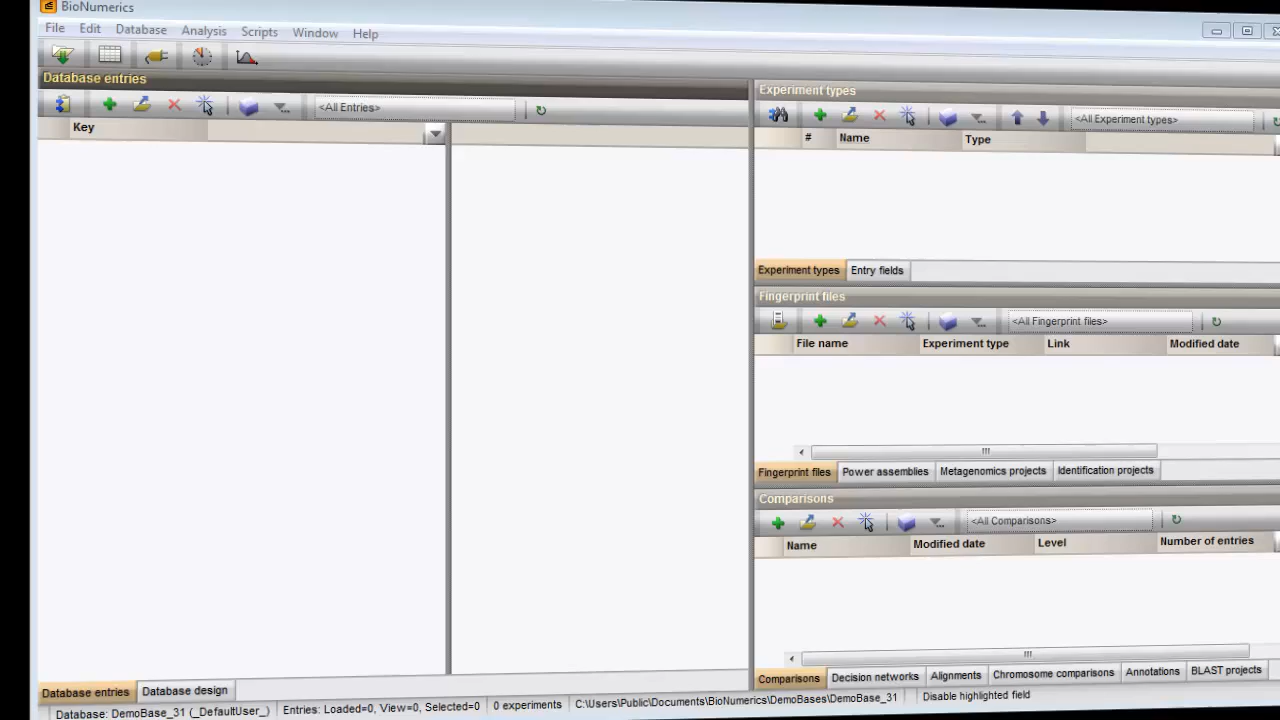 BioNumerics
File Edit Database Analysis Scripts Window Help
Database entries
<All Entries>
Key
Database entries Database design
Experiment types
<All Experiment types>
# Name Type
Experiment types Entry fields
Fingerprint files
<All Fingerprint files>
File name Experiment type Link Modified date
Fingerprint files Power assemblies Metagenomics projects Identification projects
Comparisons
<All Comparisons>
Name Modified date Level Number of entries
Comparisons Decision networks Alignments Chromosome comparisons Annotations BLAST projects
Database: DemoBase_31 (_DefaultUser_) Entries: Loaded=0, View=0, Selected=0 0 experiments C:\Users\Public\Documents\BioNumerics\DemoBases\DemoBase_31 Disable highlighted field